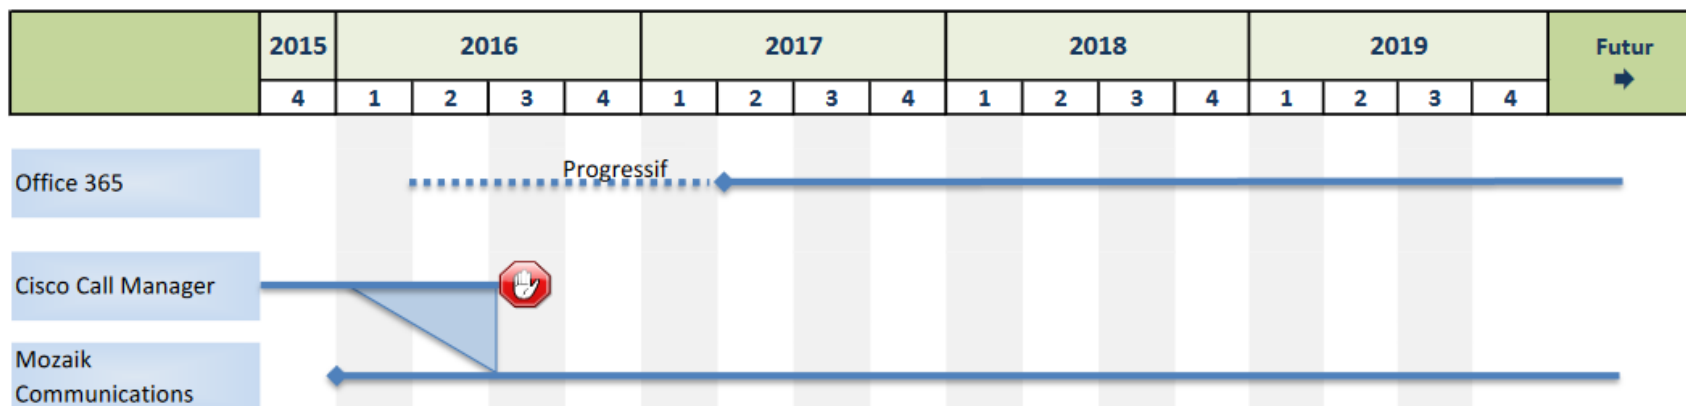 2015 2016 2017 2018 2019 Futur
4 1 2 3 4 1 2 3 4 1 2 3 4 1 2 3 4
Progressif
Office 365
Cisco Call Manager
Mozaik
Communications